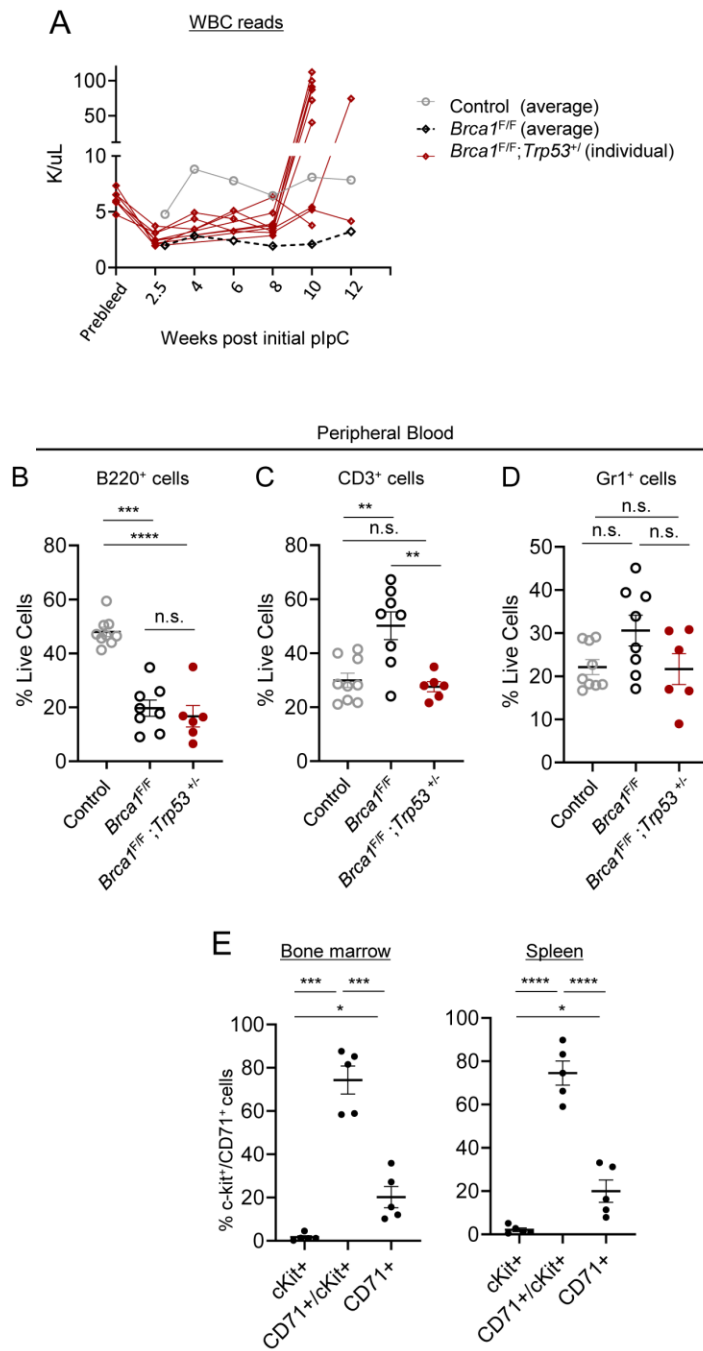 A
WBC reads
K/uL
100
50
10
5
0
Prebleed
2.5
4
6
8
10
12
Weeks post initial pIpC
Control (average)
Brca1F/F (average)
Brca1F/F;Trp53+/ (individual)
Peripheral Blood
B
B220+ cells
***
****
n.s.
% Live Cells
80
60
40
20
0
Control
Brca1F/F
Brca1F/F ;Trp53 +/-
C
CD3+ cells
**
n.s.
**
% Live Cells
80
60
40
20
0
Control
Brca1F/F
Brca1F/F ;Trp53 +/-
D
Gr1+ cells
n.s.
n.s.
n.s.
% Live Cells
50
40
30
20
10
0
Control
Brca1F/F
Brca1F/F ;Trp53 +/-
E
Bone marrow
*** ***
*
% c-kit+/CD71+ cells
100
80
60
40
20
0
cKit+
CD71+/cKit+
CD71+
Spleen
**** ****
*
100
80
60
40
20
0
cKit+
CD71+/cKit+
CD71+